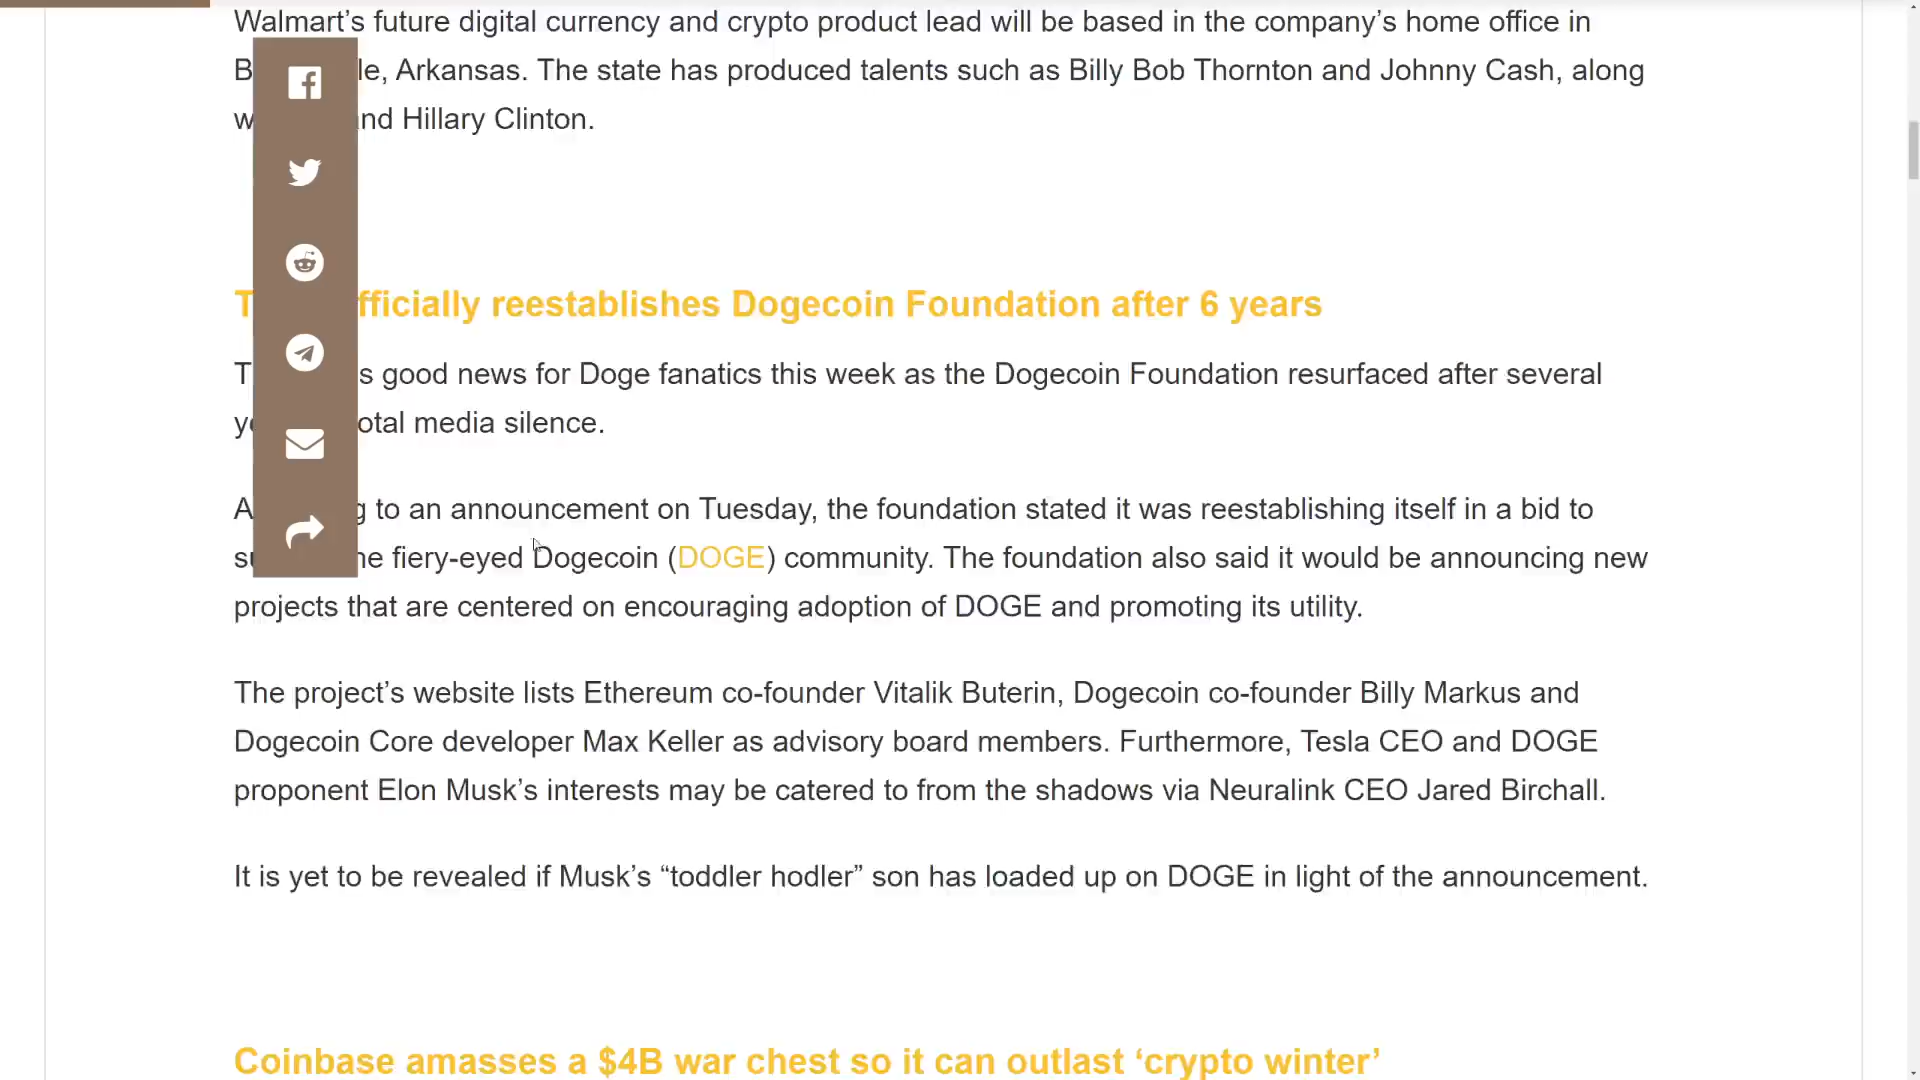 Walmart’s future digital currency and crypto product lead will be based in the company’s home office in
le, Arkansas. The state has produced talents such as Billy Bob Thornton and Johnny Cash, along
Hillary Clinton.
reestablishes Dogecoin Foundation after 6 years
good news for Doge fanatics this week as the Dogecoin Foundation resurfaced after several
media silence.
to an announcement on Tuesday, the foundation stated it was reestablishing itself in a bid to
fiery-eyed Dogecoin (DOGE) community. The foundation also said it would be announcing new
projects that are centered on encouraging adoption of DOGE and promoting its utility.
The project’s website lists Ethereum co-founder Vitalik Buterin, Dogecoin co-founder Billy Markus and
Dogecoin Core developer Max Keller as advisory board members. Furthermore, Tesla CEO and DOGE
proponent Elon Musk’s interests may be catered to from the shadows via Neuralink CEO Jared Birchall.
It is yet to be revealed if Musk’s “toddler hodler” son has loaded up on DOGE in light of the announcement.
Coinbase amasses a $4B war chest so it can outlast ‘crypto winter’